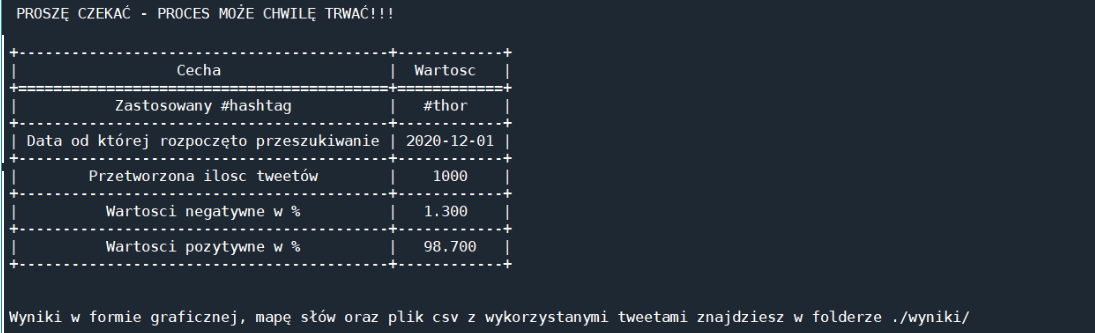 PROSZĘ CZEKAĆ - PROCES MOŻE CHWILĘ TRWAĆ!!!
Cecha Wartosc
Zastosowany #hashtag #thor
Data od której rozpoczęto przeszukiwanie 2020-12-01
Przetworzona ilosc tweetów 1000
Wartosci negatywne w % 1.300
Wartosci pozytywne w % 98.700
Wyniki w formie graficznej, mapę słów oraz plik csv z wykorzystanymi tweetami znajdziesz w folderze ./wyniki/